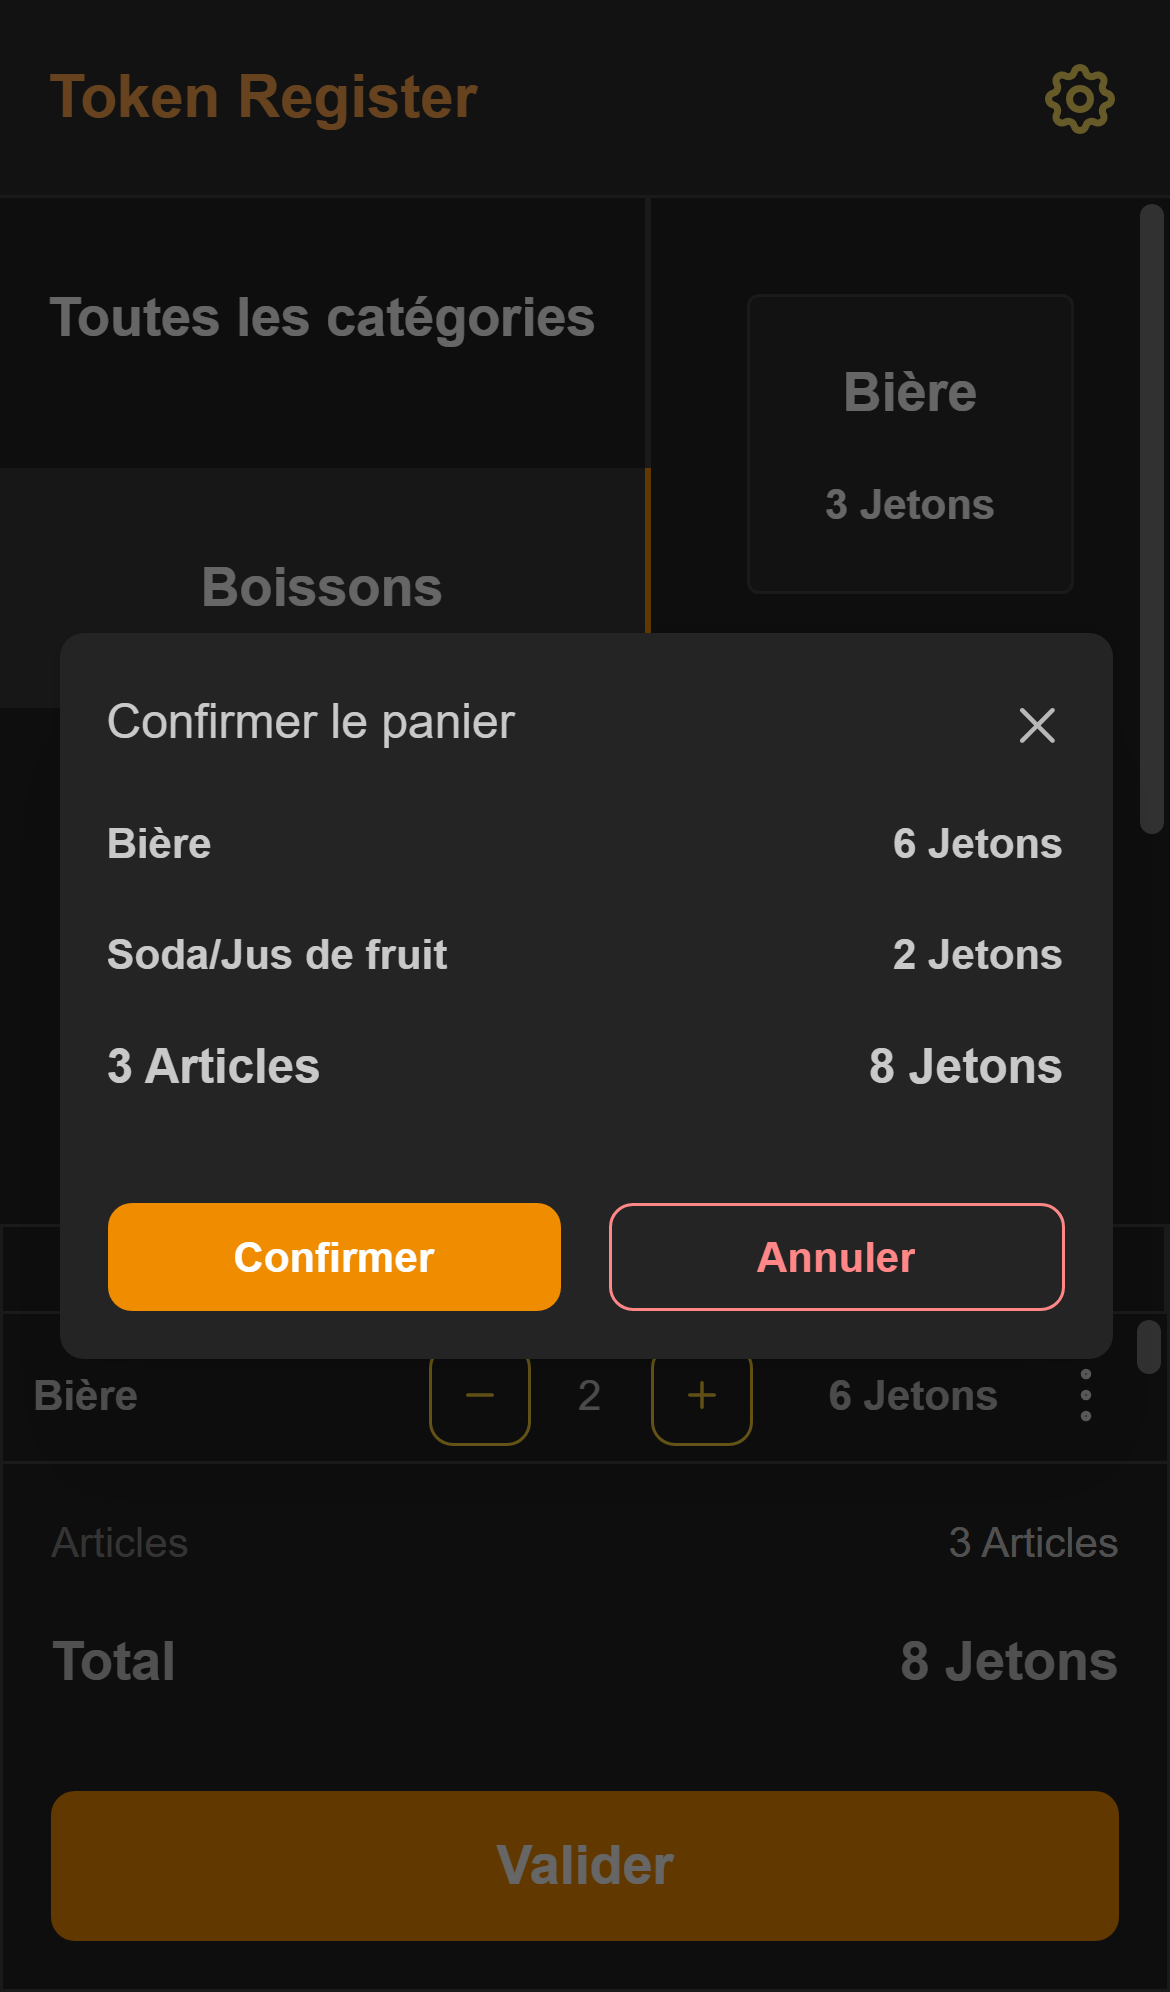 Token Register
Toutes les catégories
Bière
3 Jetons
Boissons
Confirmer le panier
Bière 6 Jetons
Soda/Jus de fruit 2 Jetons
3 Articles 8 Jetons
Confirmer Annuler
Bière − 2 + 6 Jetons
Articles 3 Articles
Total 8 Jetons
Valider